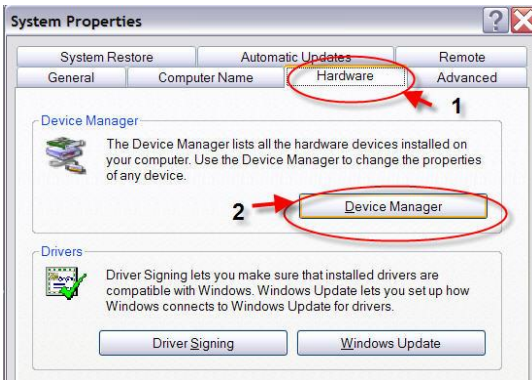 System Properties
System Restore Automatic Updates Remote
General Computer Name Hardware Advanced
1
Device Manager
The Device Manager lists all the hardware devices installed on
your computer. Use the Device Manager to change the properties
of any device.
2
Device Manager
Drivers
Driver Signing lets you make sure that installed drivers are
compatible with Windows. Windows Update lets you set up how
Windows connects to Windows Update for drivers.
Driver Signing Windows Update